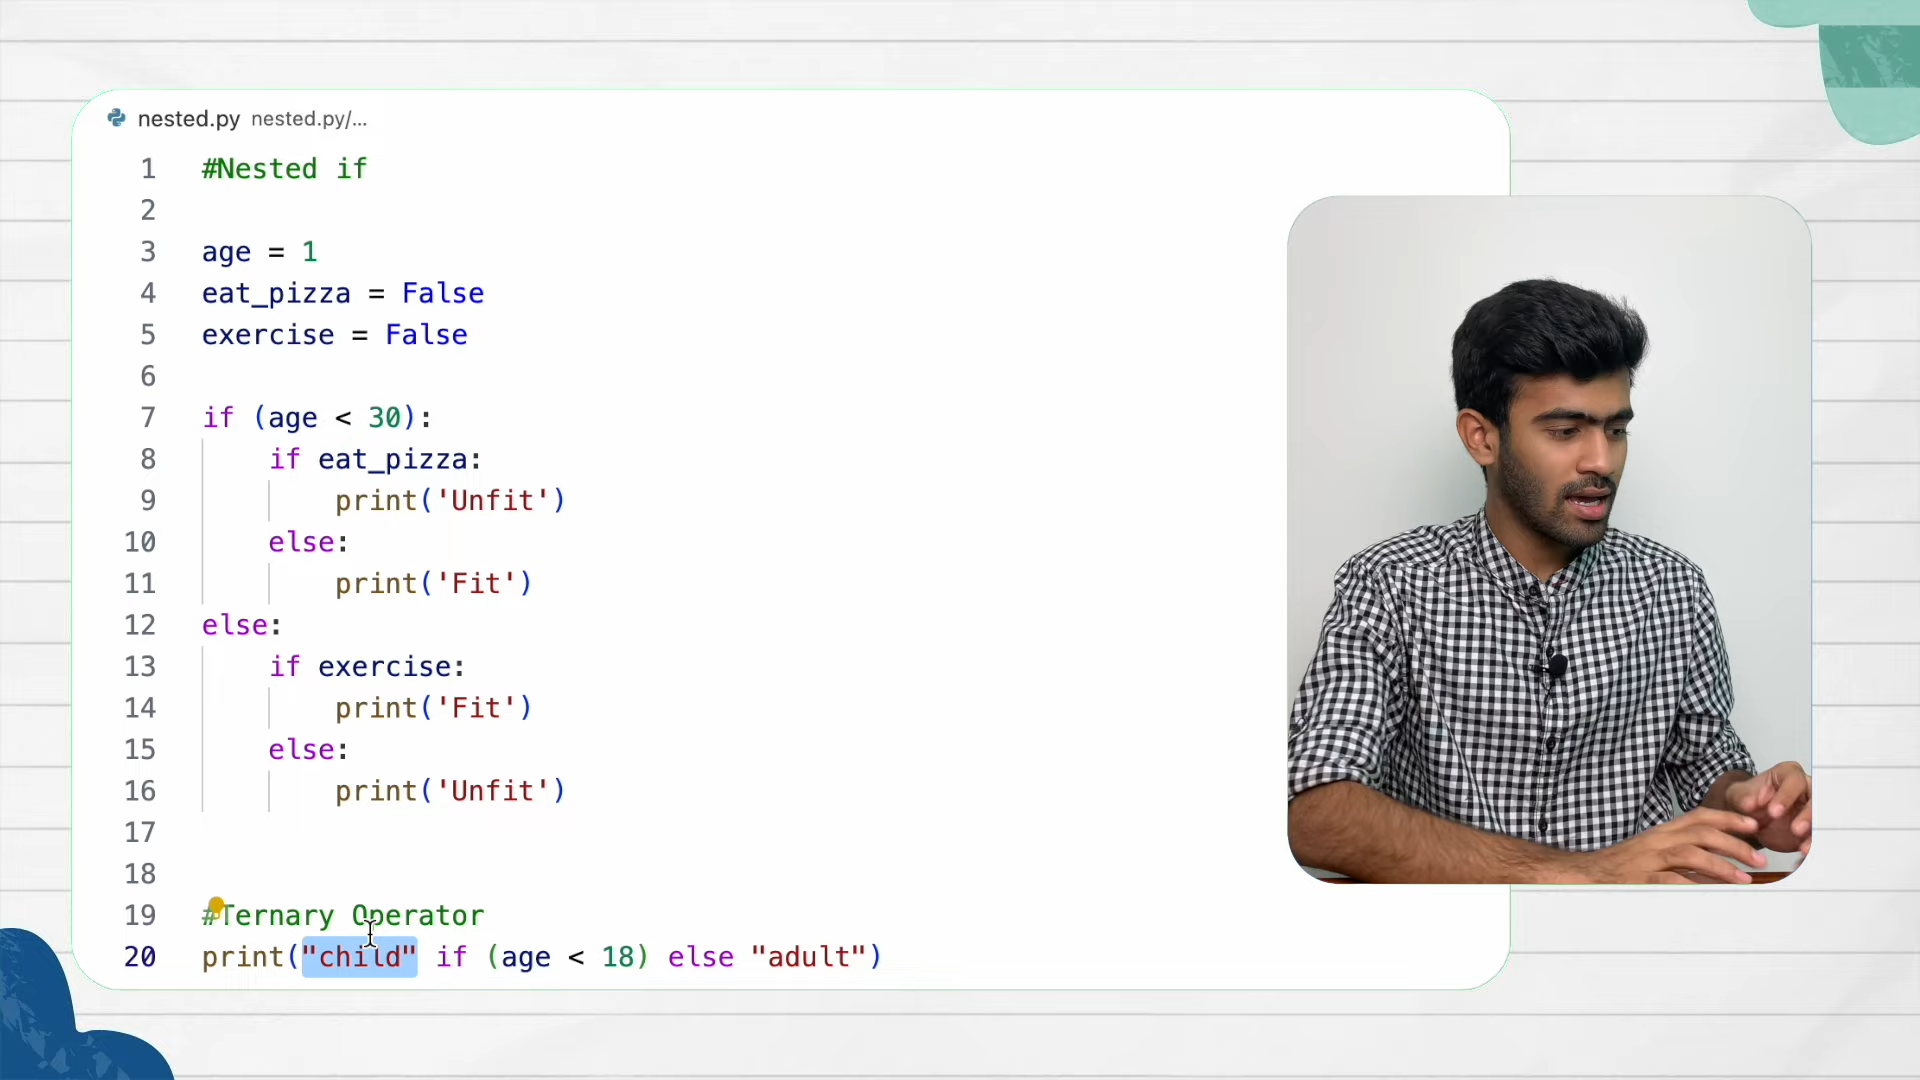 nested.py nested.py/...
1 #Nested if
2
3 age = 1
4 eat_pizza = False
5 exercise = False
6
7 if (age < 30):
8     if eat_pizza:
9         print('Unfit')
10     else:
11         print('Fit')
12 else:
13     if exercise:
14         print('Fit')
15     else:
16         print('Unfit')
17
18
19 #Ternary Operator
20 print("child" if (age < 18) else "adult")